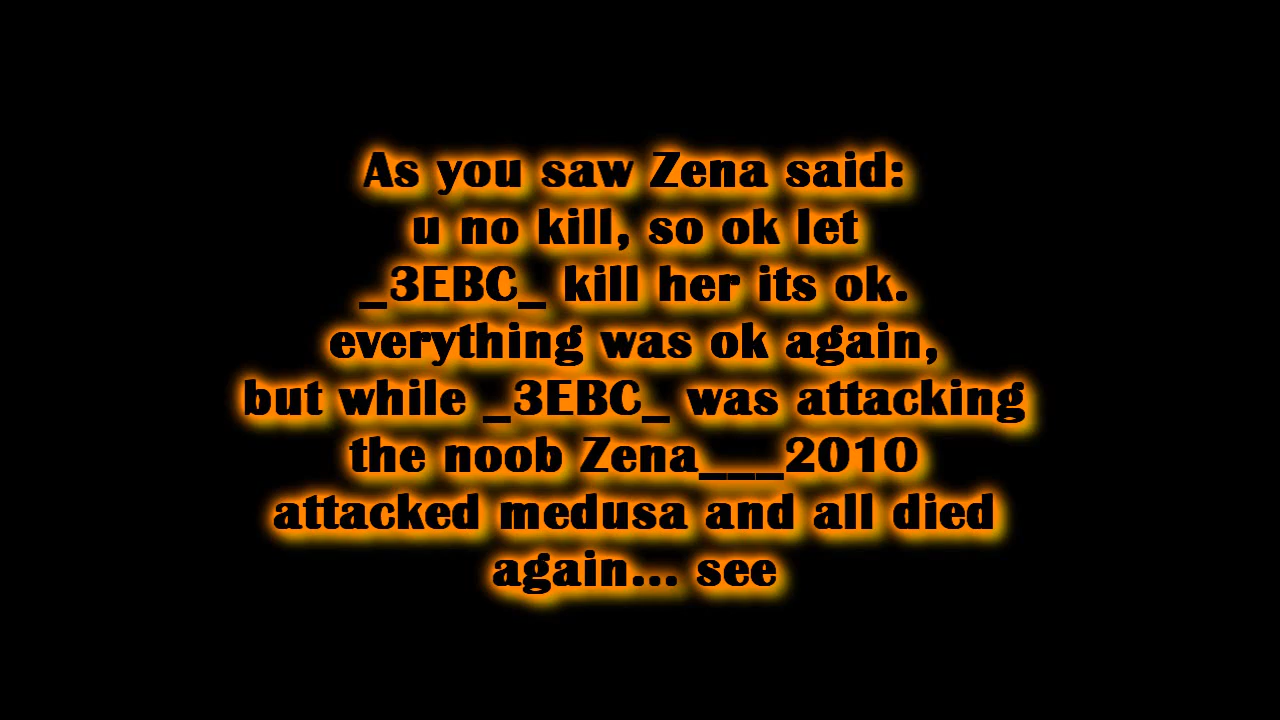 As you saw Zena said:
u no kill, so ok let
_3EBC_ kill her its ok.
everything was ok again,
but while _3EBC_ was attacking
the noob Zena___2010
attacked medusa and all died
again... see